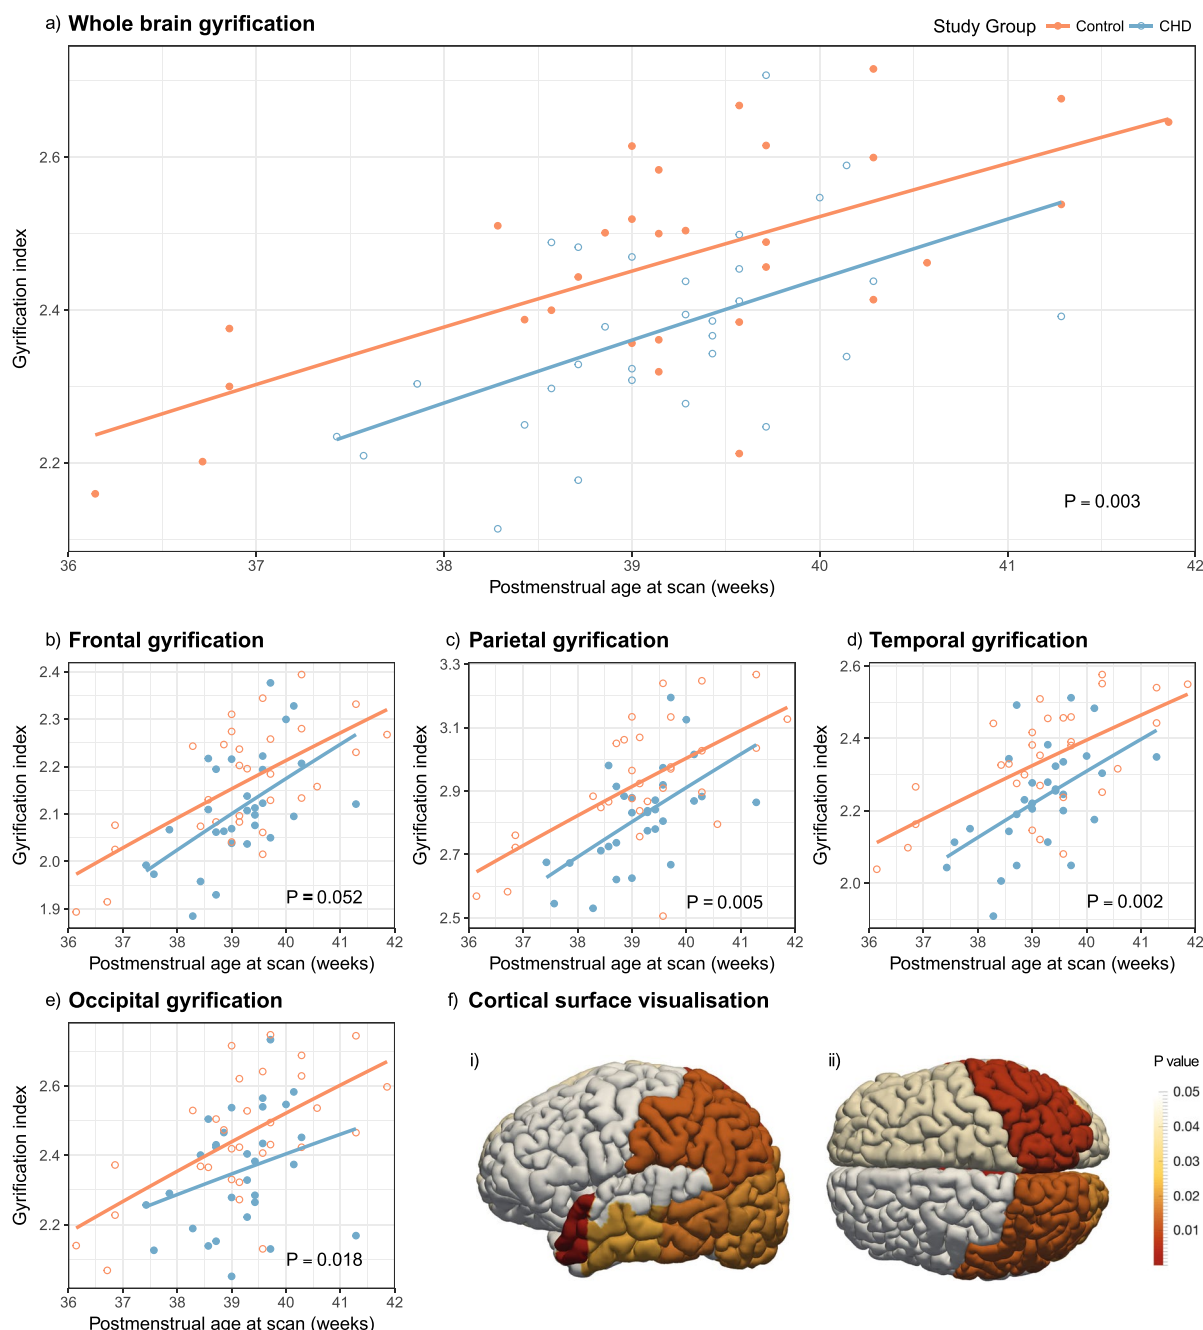 a) Whole brain gyrification
Study Group Control CHD
Gyrification index
2.6
2.4
2.2
P = 0.003
36 37 38 39 40 41 42
Postmenstrual age at scan (weeks)
b) Frontal gyrification
Gyrification index
2.4
2.3
2.2
2.1
2.0
1.9
P = 0.052
36 37 38 39 40 41 42
Postmenstrual age at scan (weeks)
c) Parietal gyrification
Gyrification index
3.3
3.1
2.9
2.7
2.5
P = 0.005
36 37 38 39 40 41 42
Postmenstrual age at scan (weeks)
d) Temporal gyrification
Gyrification index
2.6
2.4
2.2
2.0
P = 0.002
36 37 38 39 40 41 42
Postmenstrual age at scan (weeks)
e) Occipital gyrification
Gyrification index
2.6
2.4
2.2
P = 0.018
36 37 38 39 40 41 42
Postmenstrual age at scan (weeks)
f) Cortical surface visualisation
i)
ii)
P value
0.05
0.04
0.03
0.02
0.01